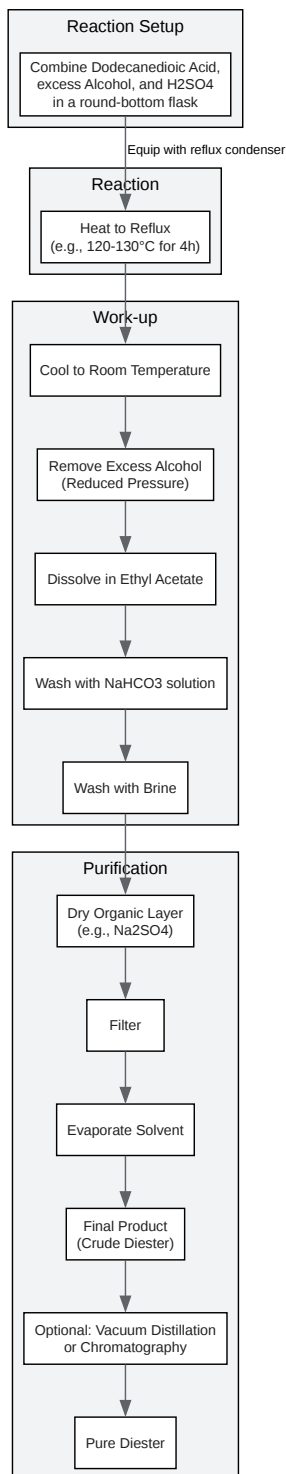 Reaction Setup
Combine Dodecanedioic Acid,
excess Alcohol, and H2SO4
in a round-bottom flask
Equip with reflux condenser
Reaction
Heat to Reflux
(e.g., 120-130°C for 4h)
Work-up
Cool to Room Temperature
Remove Excess Alcohol
(Reduced Pressure)
Dissolve in Ethyl Acetate
Wash with NaHCO3 solution
Wash with Brine
Purification
Dry Organic Layer
(e.g., Na2SO4)
Filter
Evaporate Solvent
Final Product
(Crude Diester)
Optional: Vacuum Distillation
or Chromatography
Pure Diester